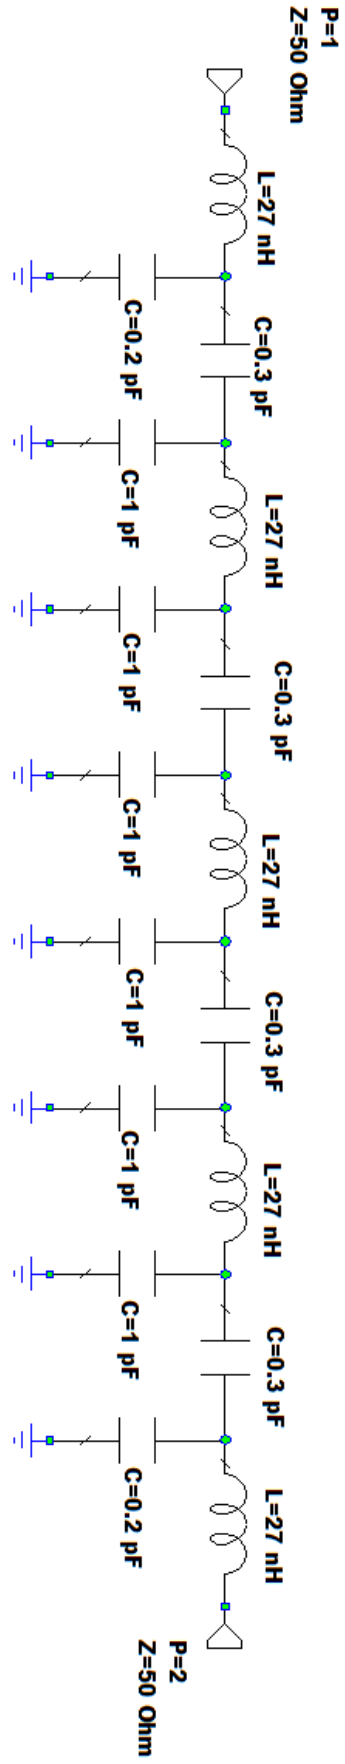 P=1
Z=50 Ohm
L=27 nH
C=0.2 pF
C=0.3 pF
C=1 pF
L=27 nH
C=1 pF
C=0.3 pF
C=1 pF
L=27 nH
C=1 pF
C=0.3 pF
C=1 pF
L=27 nH
C=1 pF
C=0.3 pF
C=0.2 pF
L=27 nH
P=2
Z=50 Ohm